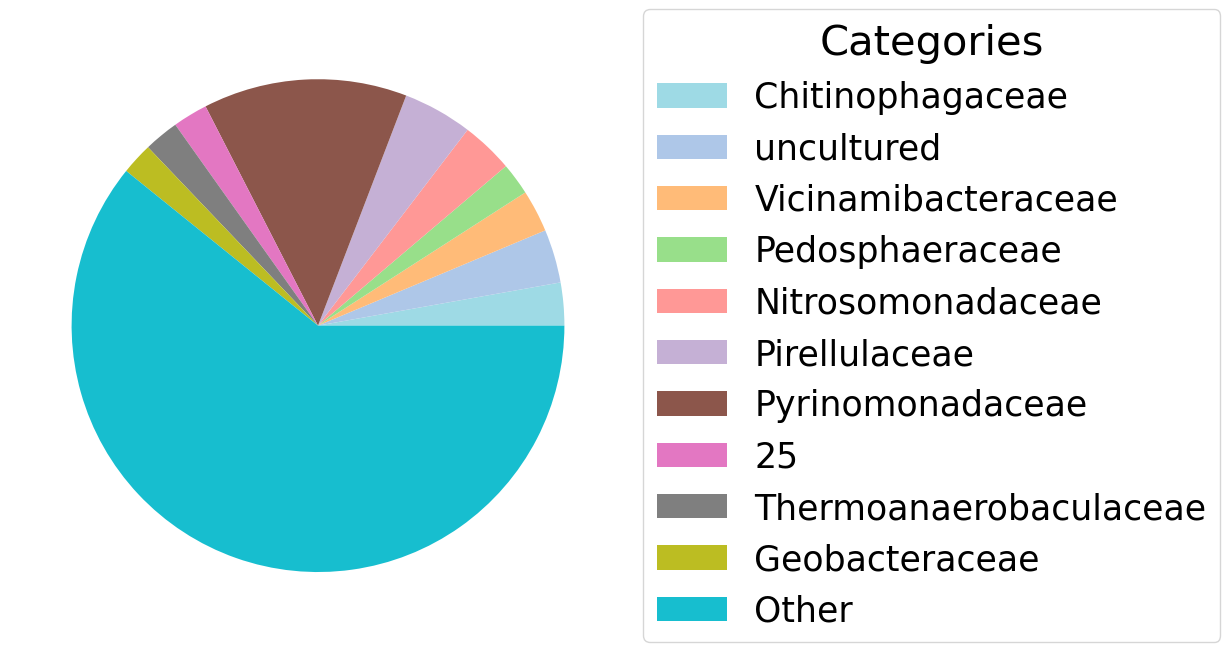 Categories
Chitinophagaceae
uncultured
Vicinamibacteraceae
Pedosphaeraceae
Nitrosomonadaceae
Pirellulaceae
Pyrinomonadaceae
25
Thermoanaerobaculaceae
Geobacteraceae
Other